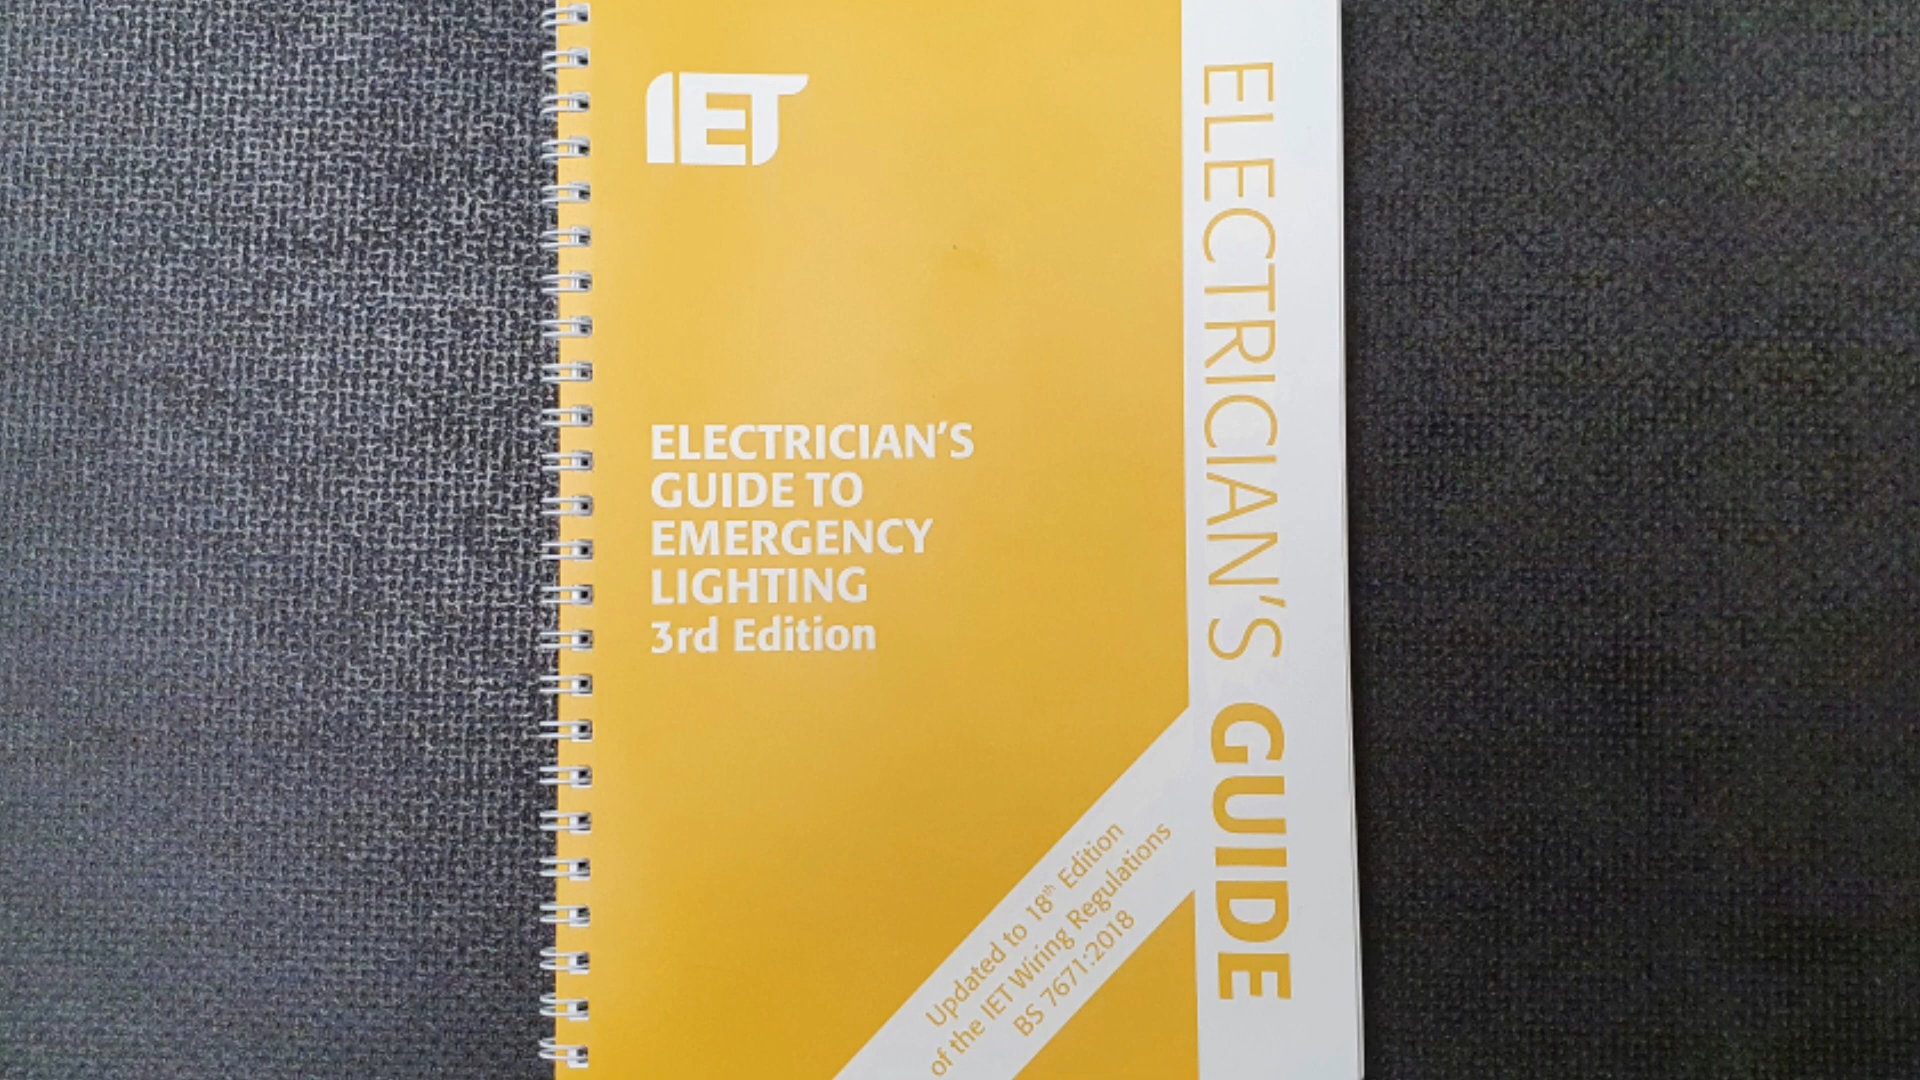 IET
ELECTRICIAN'S
GUIDE TO
EMERGENCY
LIGHTING
3rd Edition
Updated to 18th Edition
of the IET Wiring Regulations
BS 7671:2018
ELECTRICIAN'S GUIDE